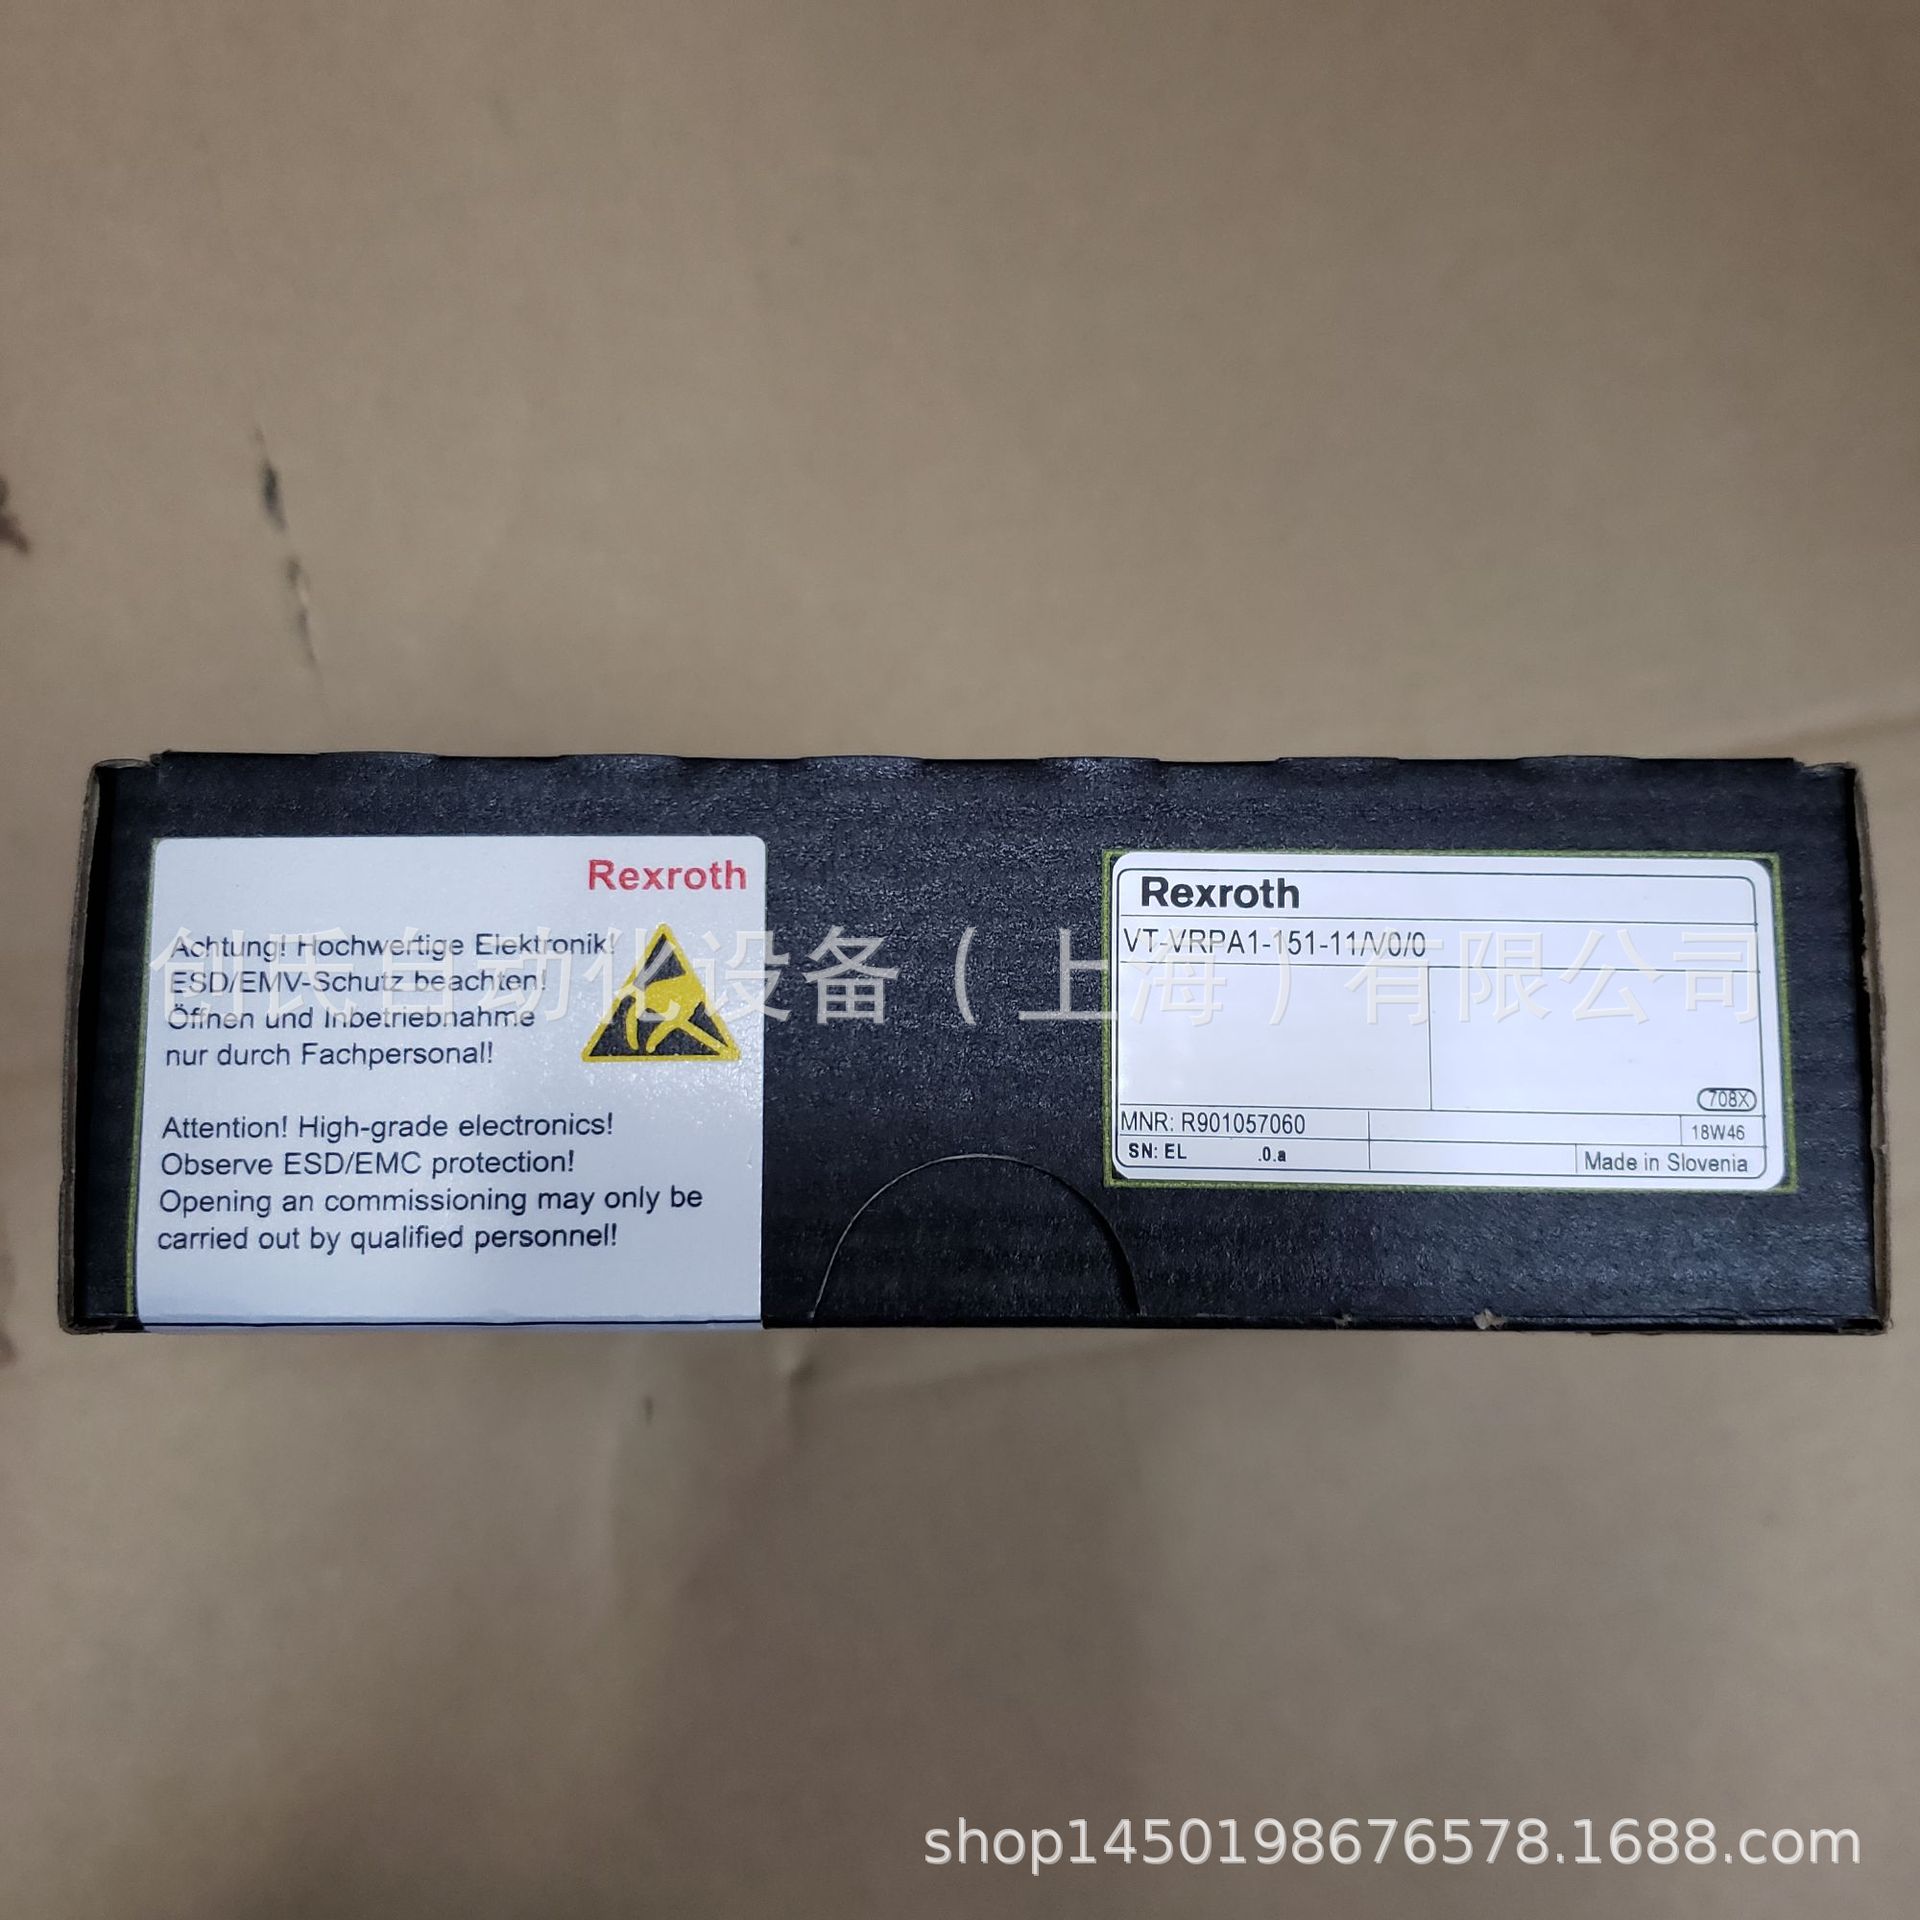 Rexroth
Achtung! Hochwertige Elektronik!
ESD/EMV-Schutz beachten!
Öffnen und Inbetriebnahme
nur durch Fachpersonal!
Attention! High-grade electronics!
Observe ESD/EMC protection!
Opening an commissioning may only be
carried out by qualified personnel!
Rexroth
VT-VRPA1-151-11/V0/0
708X
MNR: R901057060
18W46
SN: EL .0.a
Made in Slovenia
创氏自动化设备（上海）有限公司
shop1450198676578.1688.com